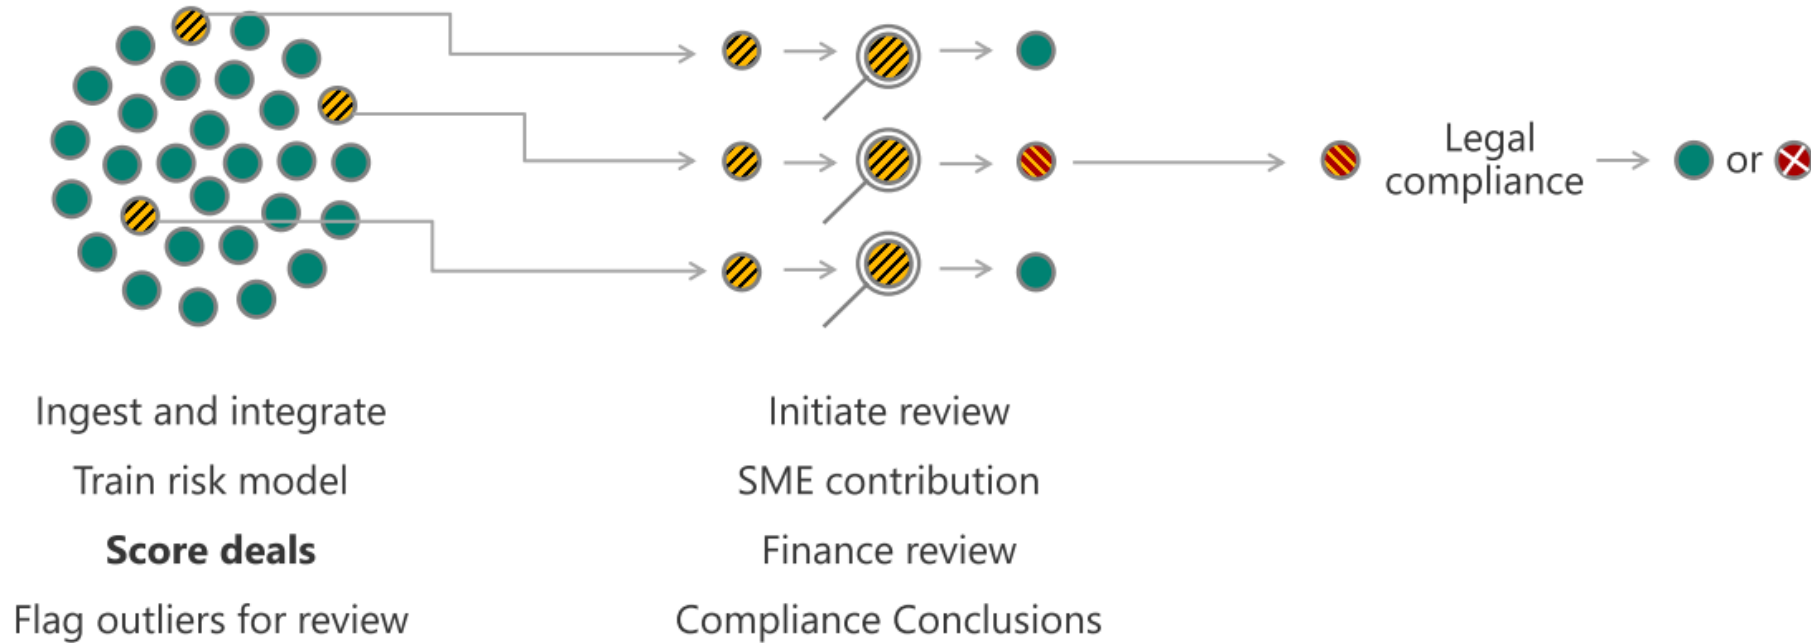 Legal
compliance
or
Ingest and integrate
Train risk model
Score deals
Flag outliers for review
Initiate review
SME contribution
Finance review
Compliance Conclusions